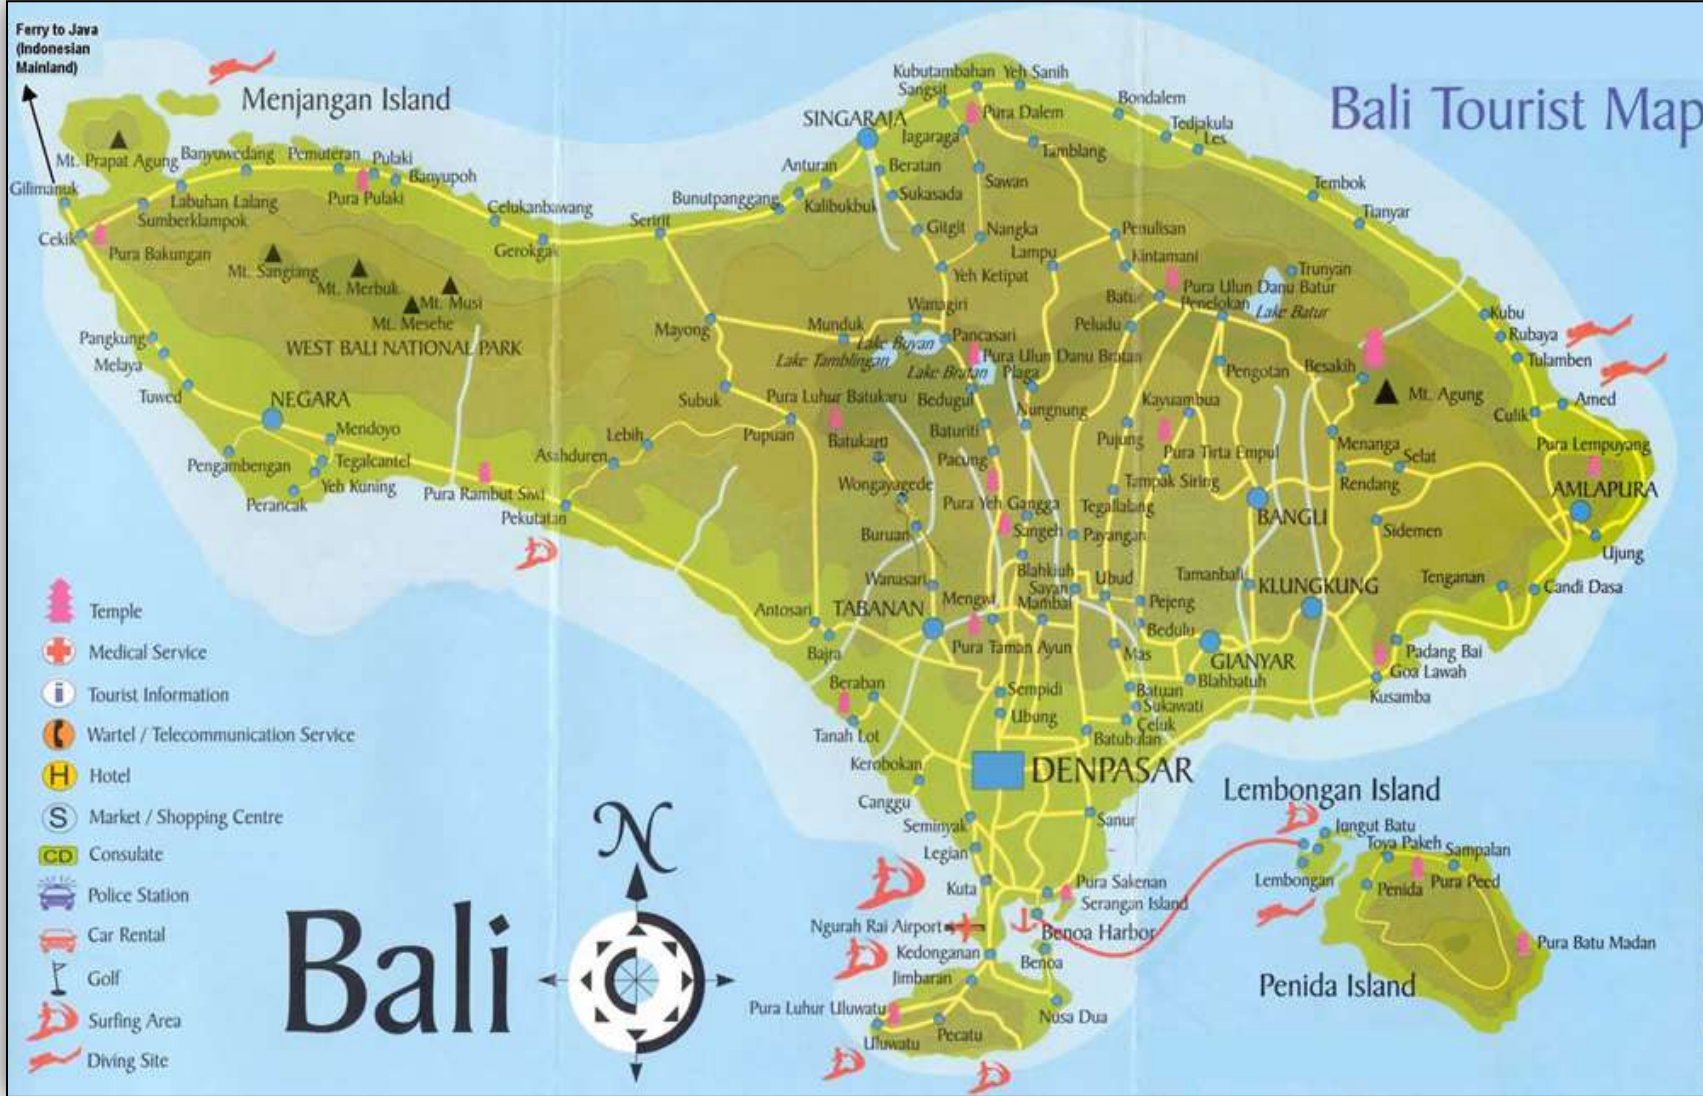 Ferry to Java
(Indonesian
Mainland)
Menjangan Island
Bali Tourist Map
Mt. Prapat Agung
Banyuwedang
Pemuteran
Pulaki
Banyupoh
Gilimanuk
Labuhan Lalang
Pura Pulaki
Sumberklampok
Celukanbawang
Cekik
Pura Bakungan
Gerokgak
Seririt
Mt. Sangiang
Mt. Merbuk
Mt. Musi
Mt. Mesehe
WEST BALI NATIONAL PARK
Kubutambahan
Yeh Sanih
Sangsit
Pura Dalem
Bondalem
SINGARAJA
Jagaraga
Tedjakula
Les
Tamblang
Anturan
Beratan
Sawan
Tembok
Bunutpanggang
Kalibukbuk
Sukasada
Tianyar
Gitgit
Nangka
Penulisan
Lampu
Kintamani
Yeh Ketipat
Trunyan
Pura Ulun Danu Batur
Batur
Penelokan
Lake Batur
Wanagiri
Kubu
Mayong
Munduk
Lake Buyan
Pancasari
Peludu
Rubaya
Lake Tamblingan
Pura Ulun Danu Bratan
Lake Bratan
Plaga
Pengotan
Besakih
Tulamben
Pangkung
Melaya
Tuwed
NEGARA
Mendoyo
Pengambengan
Tegalcantel
Yeh Kuning
Perancak
Pura Rambut Siwi
Pekutatan
Asahduren
Lebih
Subuk
Pura Luhur Batukaru
Bedugul
Nungnung
Kayuambua
Mt. Agung
Amed
Culik
Pupuan
Batukaru
Baturiti
Pujung
Menanga
Pura Lempuyang
Pacung
Pura Tirta Empul
Selat
Wongayagede
Tampak Siring
Rendang
AMLAPURA
Pura Yeh Gangga
Tegallalang
BANGLI
Buruan
Sangeh
Payangan
Sidemen
Ujung
Wanasari
Blahkiuh
Ubud
Tamanbali
KLUNGKUNG
Tenganan
Candi Dasa
Sayan
Antosari
TABANAN
Mengwi
Mambal
Pejeng
Bedulu
Bajra
Pura Taman Ayun
Mas
GIANYAR
Padang Bai
Goa Lawah
Blahbatuh
Kusamba
Beraban
Sempidi
Batuan
Sukawati
Ubung
Celuk
Tanah Lot
Batubulan
Kerobokan
DENPASAR
Canggu
Seminyak
Sanur
Legian
Kuta
Pura Sakenan
Serangan Island
Ngurah Rai Airport
Benoa Harbor
Kedonganan
Benoa
Jimbaran
Pura Luhur Uluwatu
Nusa Dua
Pecatu
Uluwatu
Lembongan Island
Jungut Batu
Toya Pakeh
Sampalan
Lembongan
Penida
Pura Peed
Pura Batu Madan
Penida Island
Temple
Medical Service
i
Tourist Information
Wartel / Telecommunication Service
H
Hotel
S
Market / Shopping Centre
CD
Consulate
Police Station
Car Rental
Golf
Surfing Area
Diving Site
N
Bali